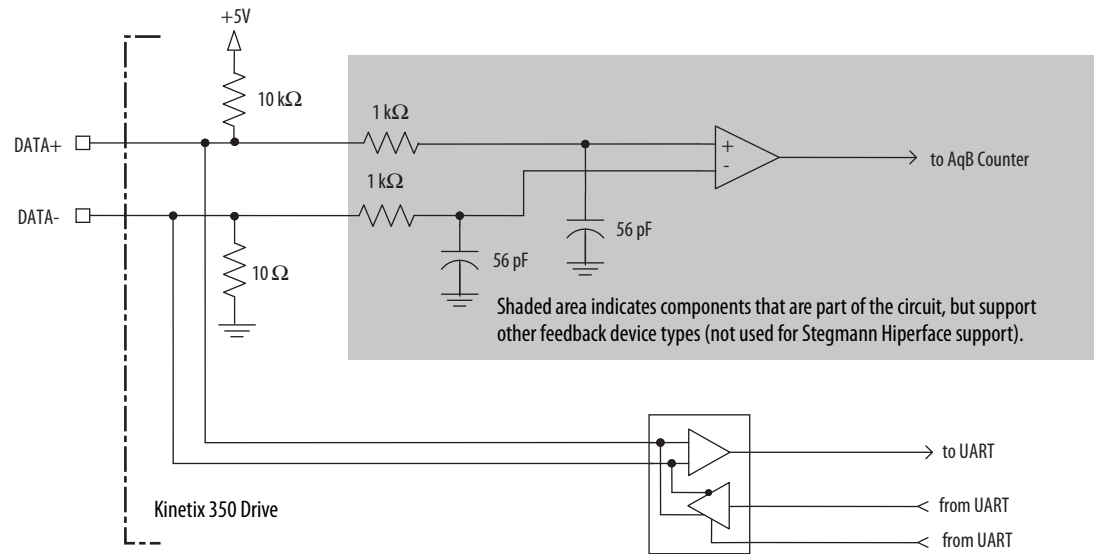 +5V
10 kΩ
1 kΩ
DATA+
+
-
to AqB Counter
1 kΩ
DATA-
56 pF
56 pF
10 Ω
Shaded area indicates components that are part of the circuit, but support
other feedback device types (not used for Stegmann Hiperface support).
to UART
Kinetix 350 Drive
from UART
from UART